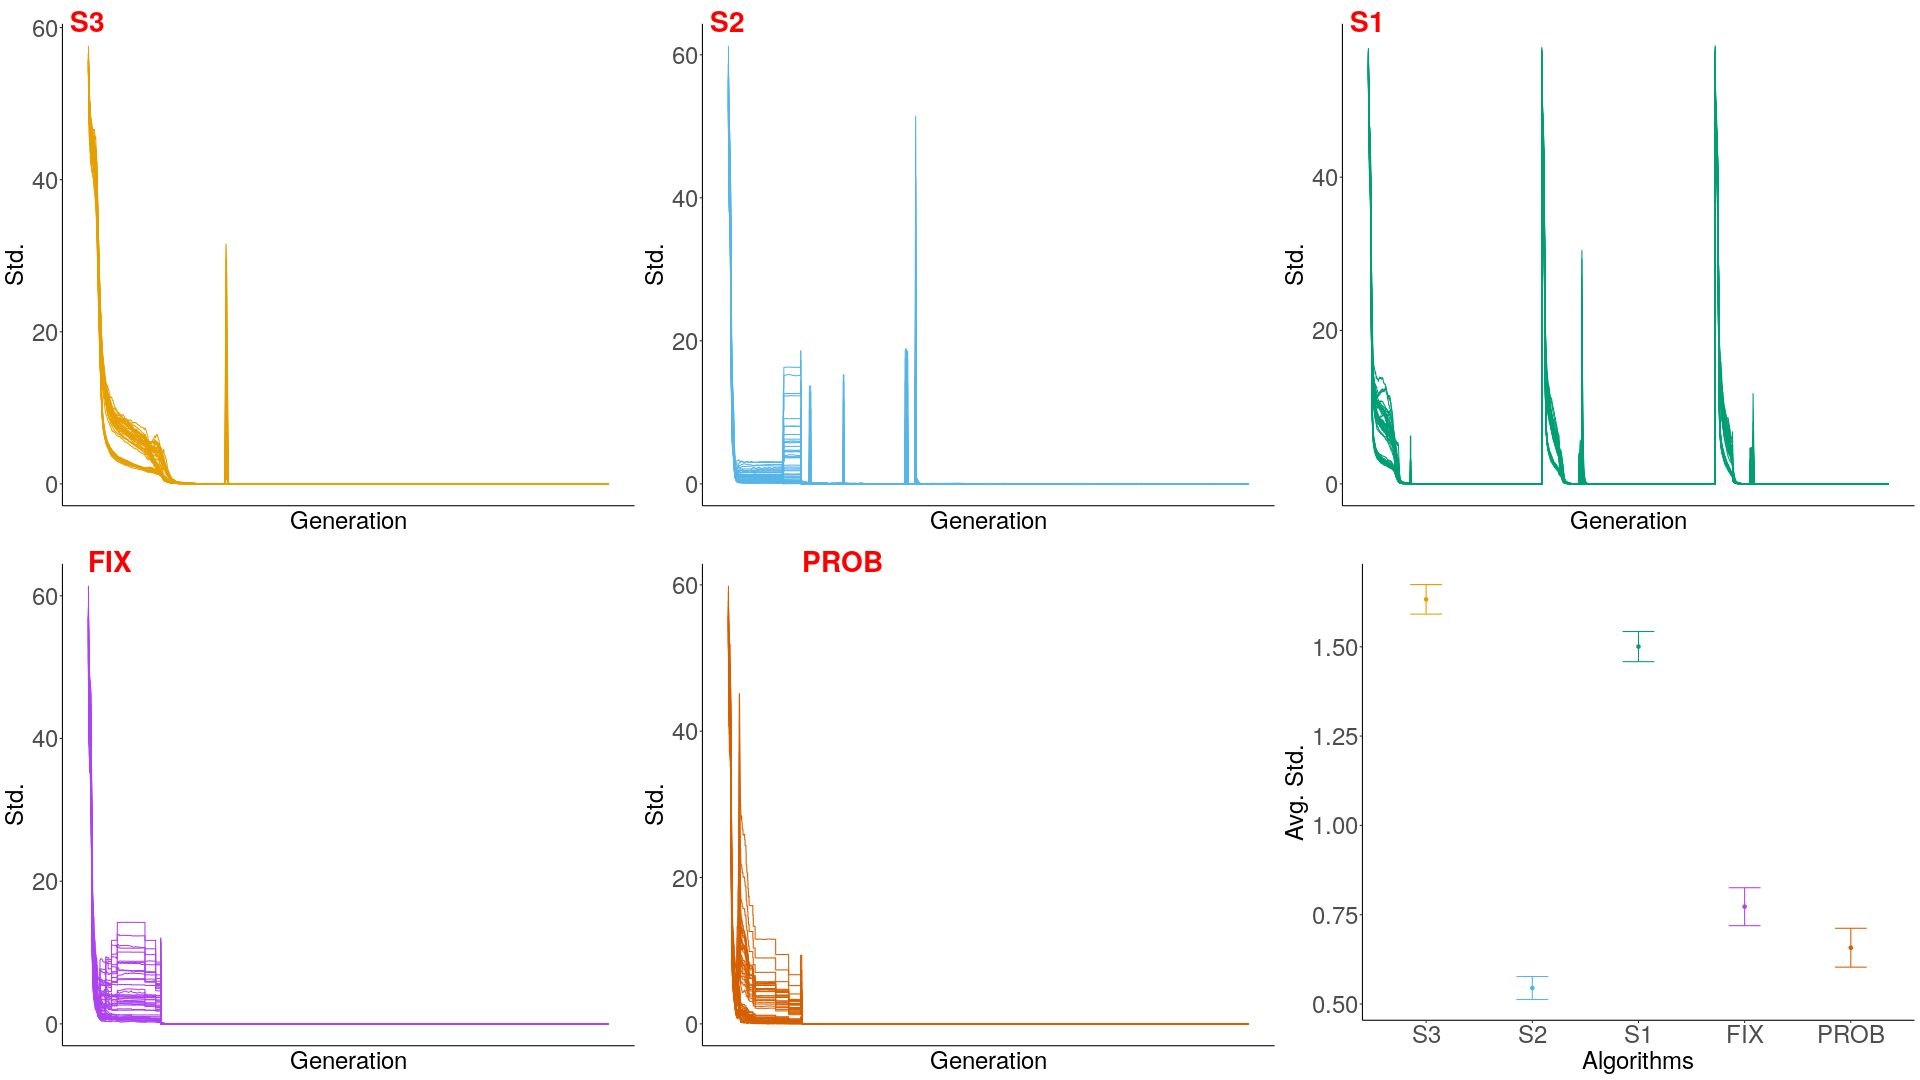 S3
60
40
20
0
Std.
Generation
S2
60
40
20
0
Std.
Generation
S1
40
20
0
Std.
Generation
FIX
60
40
20
0
Std.
Generation
PROB
60
40
20
0
Std.
Generation
1.50
1.25
1.00
0.75
0.50
Avg. Std.
S3 S2 S1 FIX PROB
Algorithms